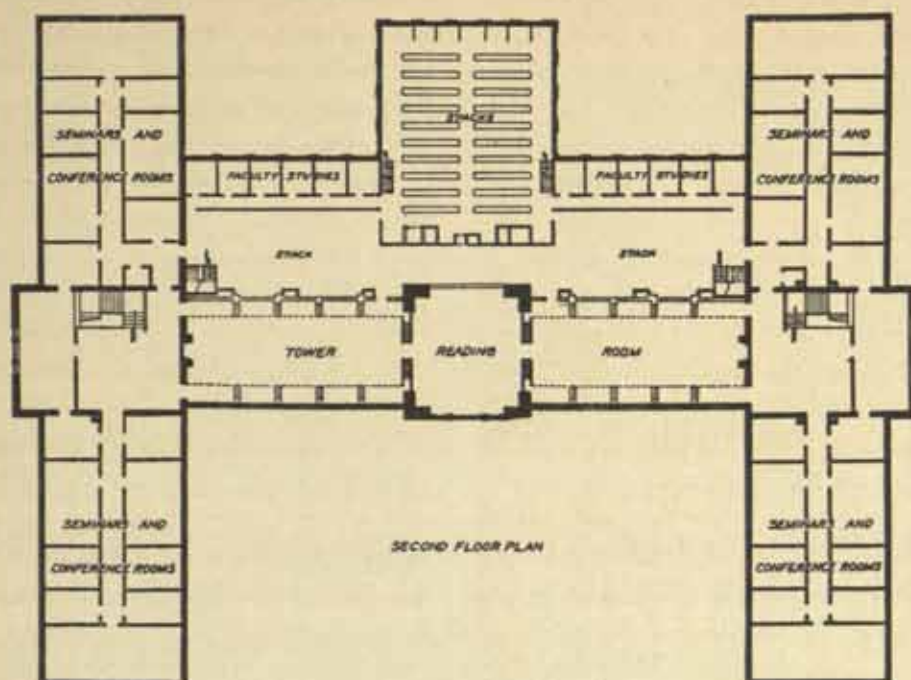 STACKS
SEMINARS AND
CONFERENCE ROOMS
FACULTY STUDIES
FACULTY STUDIES
SEMINARS AND
CONFERENCE ROOMS
STACK
STACK
TOWER READING ROOM
SEMINARS AND
CONFERENCE ROOMS
SECOND FLOOR PLAN
SEMINARS AND
CONFERENCE ROOMS